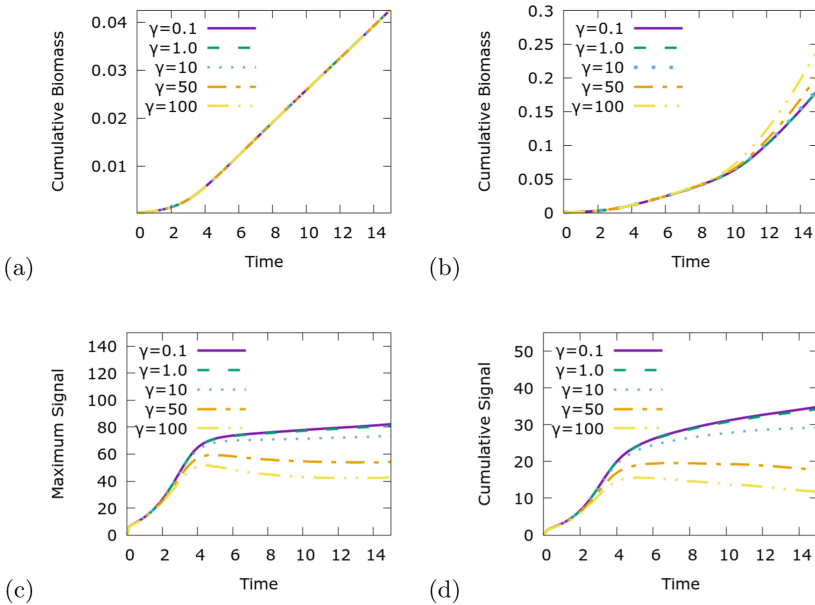 0.04
0.03
0.02
0.01
Cumulative Biomass
γ=0.1
γ=1.0
γ=10
γ=50
γ=100
0 2 4 6 8 10 12 14
Time
(a)
0.3
0.25
0.2
0.15
0.1
0.05
0
Cumulative Biomass
γ=0.1
γ=1.0
γ=10
γ=50
γ=100
0 2 4 6 8 10 12 14
Time
(b)
140
120
100
80
60
40
20
0
Maximum Signal
γ=0.1
γ=1.0
γ=10
γ=50
γ=100
0 2 4 6 8 10 12 14
Time
(c)
50
40
30
20
10
0
Cumulative Signal
γ=0.1
γ=1.0
γ=10
γ=50
γ=100
0 2 4 6 8 10 12 14
Time
(d)